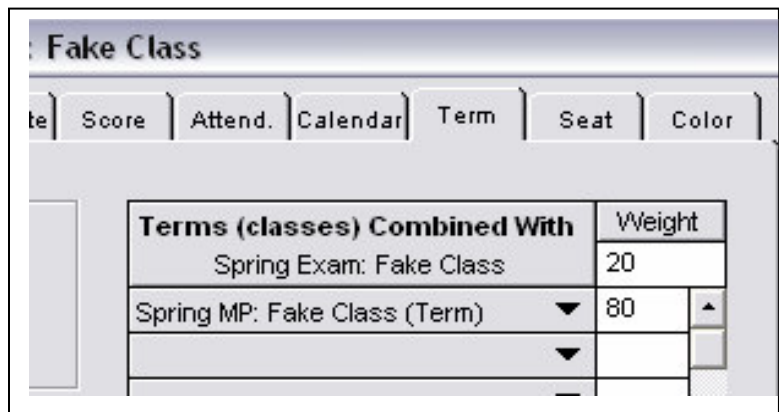 : Fake Class
te Score Attend. Calendar Term Seat Color
Terms (classes) Combined With Weight
Spring Exam: Fake Class 20
Spring MP: Fake Class (Term) 80